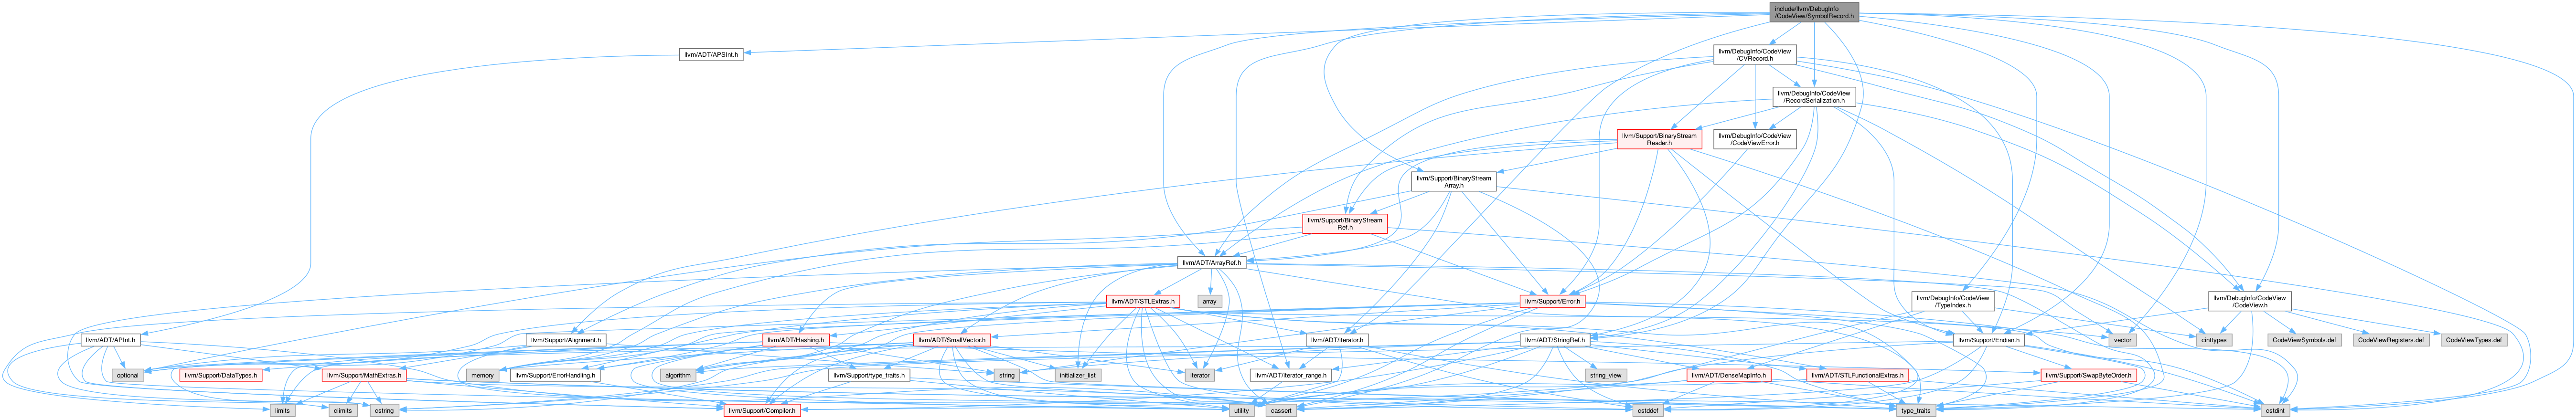 include/llvm/DebugInfo
/CodeView/SymbolRecord.h
llvm/ADT/APSInt.h
llvm/DebugInfo/CodeView
/CVRecord.h
llvm/DebugInfo/CodeView
/RecordSerialization.h
llvm/Support/BinaryStream
Reader.h
llvm/DebugInfo/CodeView
/CodeViewError.h
llvm/Support/BinaryStream
Array.h
llvm/Support/BinaryStream
Ref.h
llvm/ADT/ArrayRef.h
array
llvm/ADT/STLExtras.h
llvm/Support/Error.h
llvm/DebugInfo/CodeView
/TypeIndex.h
llvm/DebugInfo/CodeView
/CodeView.h
llvm/ADT/APInt.h
llvm/Support/Alignment.h
llvm/ADT/Hashing.h
llvm/ADT/SmallVector.h
llvm/ADT/iterator.h
llvm/ADT/StringRef.h
llvm/Support/Endian.h
vector
cinttypes
CodeViewSymbols.def
CodeViewRegisters.def
CodeViewTypes.def
optional
llvm/Support/DataTypes.h
llvm/Support/MathExtras.h
memory
llvm/Support/ErrorHandling.h
algorithm
llvm/Support/type_traits.h
string
initializer_list
iterator
llvm/ADT/iterator_range.h
string_view
llvm/ADT/DenseMapInfo.h
llvm/ADT/STLFunctionalExtras.h
llvm/Support/SwapByteOrder.h
limits
climits
cstring
llvm/Support/Compiler.h
utility
cassert
cstddef
type_traits
cstdint